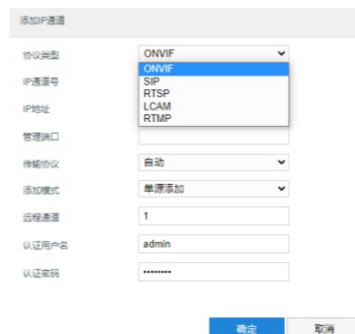 添加IP通道
协议类型 ONVIF
ONVIF
IP通道号 SIP
RTSP
IP地址 LCAM
RTMP
管理端口
传输协议 自动
添加模式 单源添加
远程通道 1
认证用户名 admin
认证密码 ••••••••
确定 取消